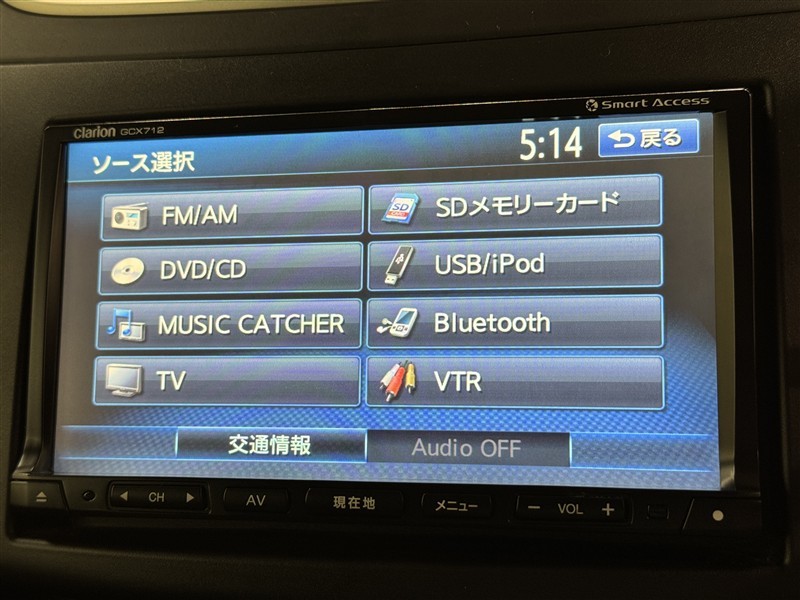 Smart Access
Clarion GCX712
ソース選択
5:14
戻る
FM/AM
SDメモリーカード
DVD/CD
USB/iPod
MUSIC CATCHER
Bluetooth
TV
VTR
交通情報
Audio OFF
CH
AV
現在地
メニュー
− VOL +